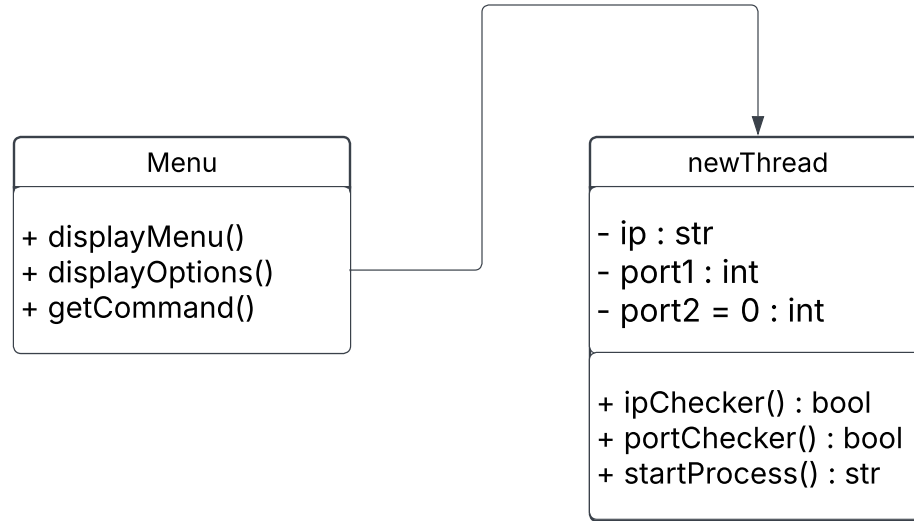 Menu
+ displayMenu()
+ displayOptions()
+ getCommand()
newThread
- ip : str
- port1 : int
- port2 = 0 : int
+ ipChecker() : bool
+ portChecker() : bool
+ startProcess() : str